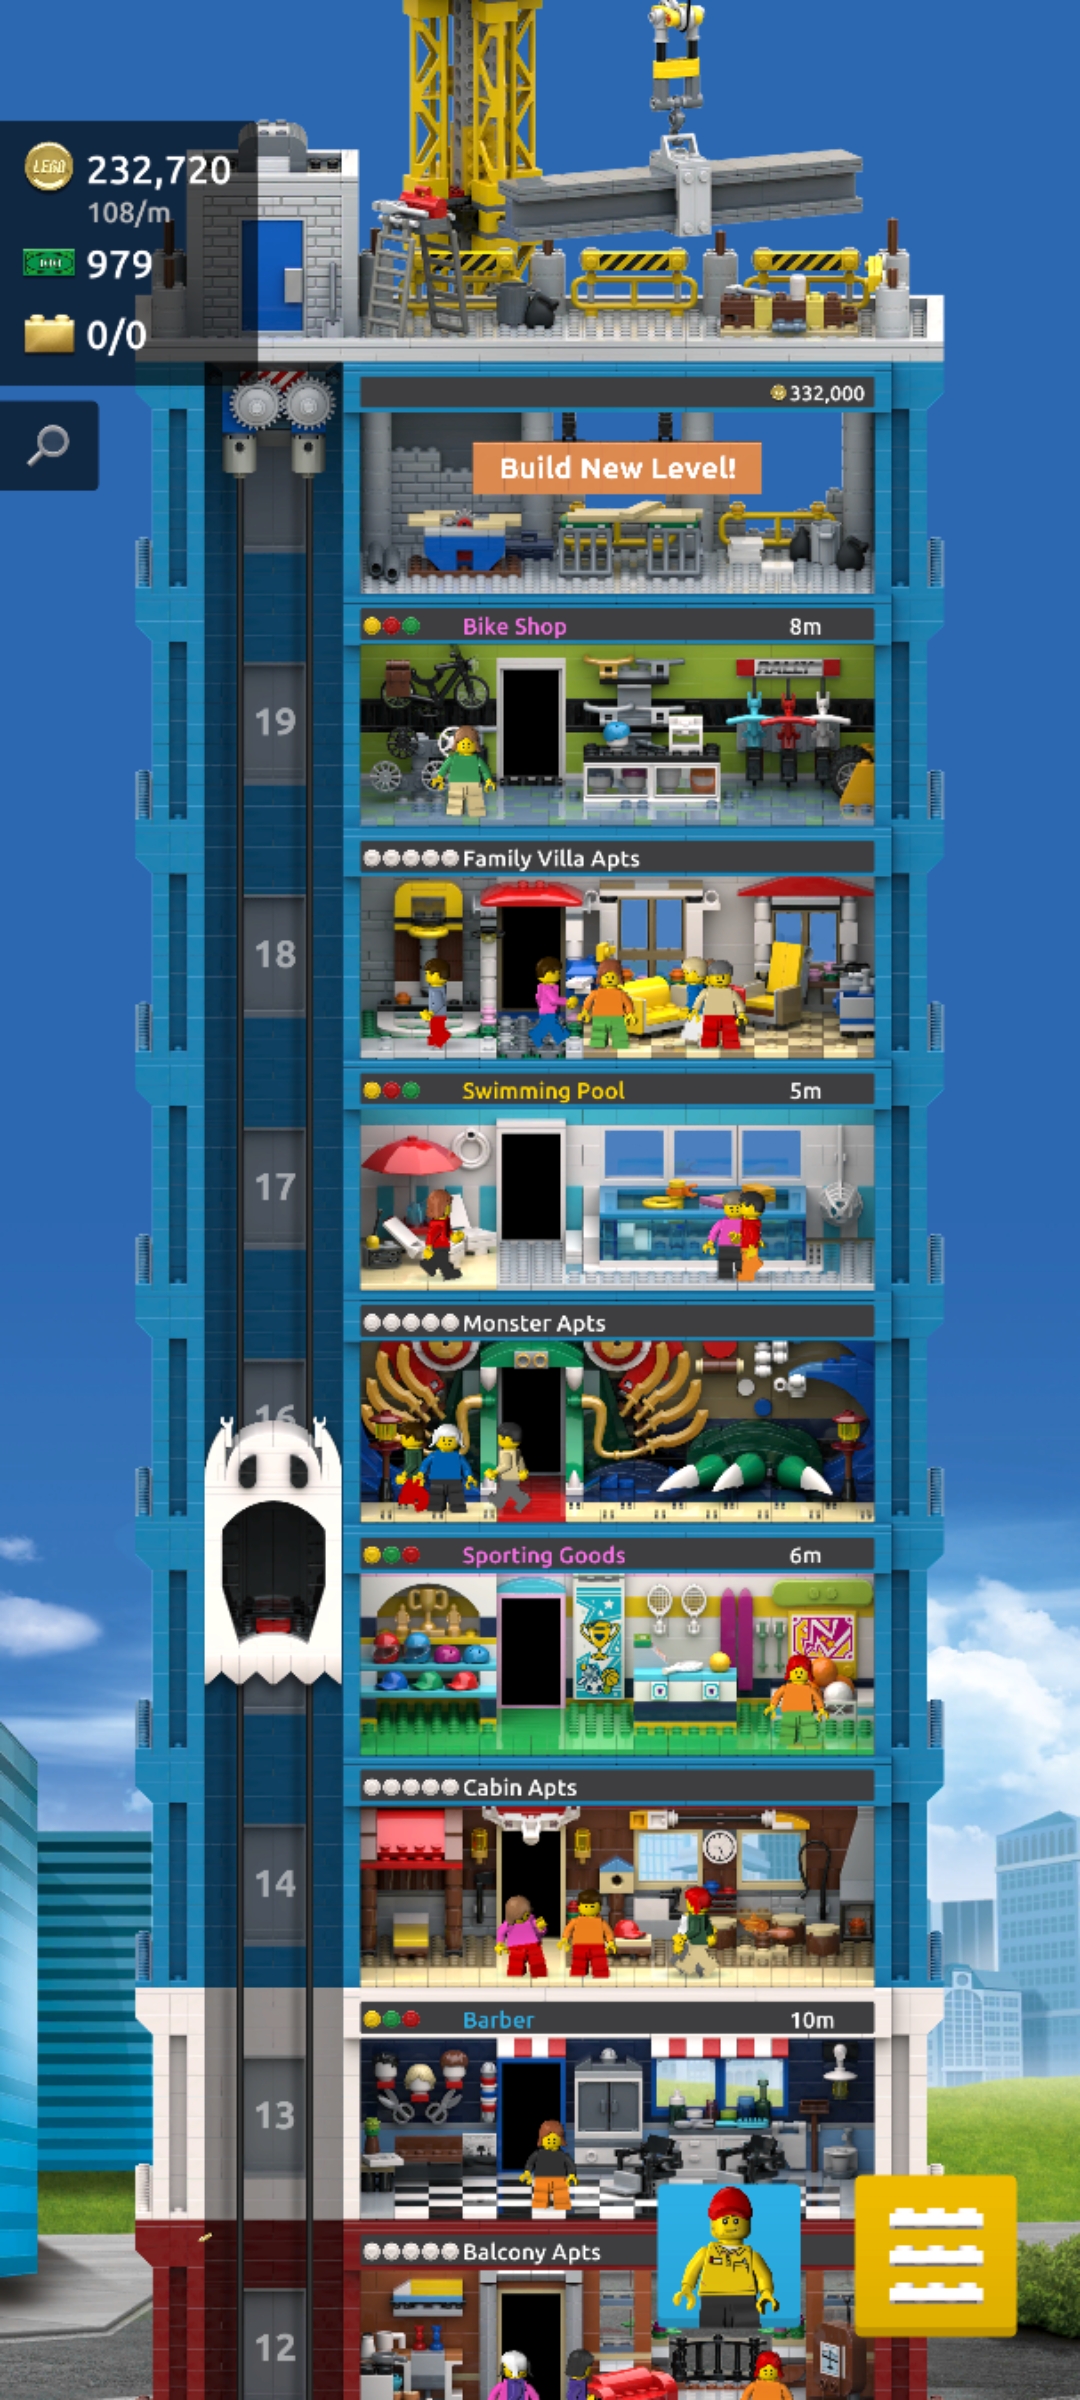 LEGO 232,720
108/m
979
0/0
332,000
Build New Level!
Bike Shop 8m
RALLY
19
Family Villa Apts
18
Swimming Pool 5m
17
Monster Apts
16
Sporting Goods 6m
N
Cabin Apts
14
Barber 10m
13
Balcony Apts
12